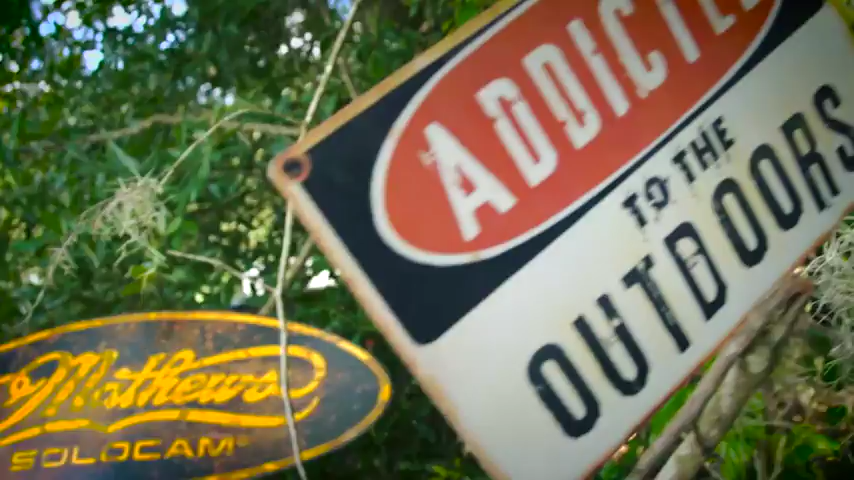 ADDICTED
TO THE
OUTDOORS
Mathews
SOLOCAM®